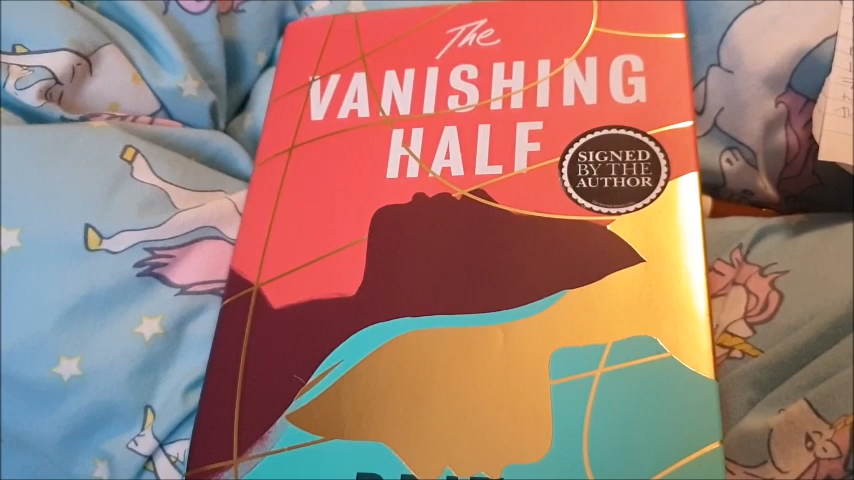 The
VANISHING
HALF
SIGNED
BY THE
AUTHOR